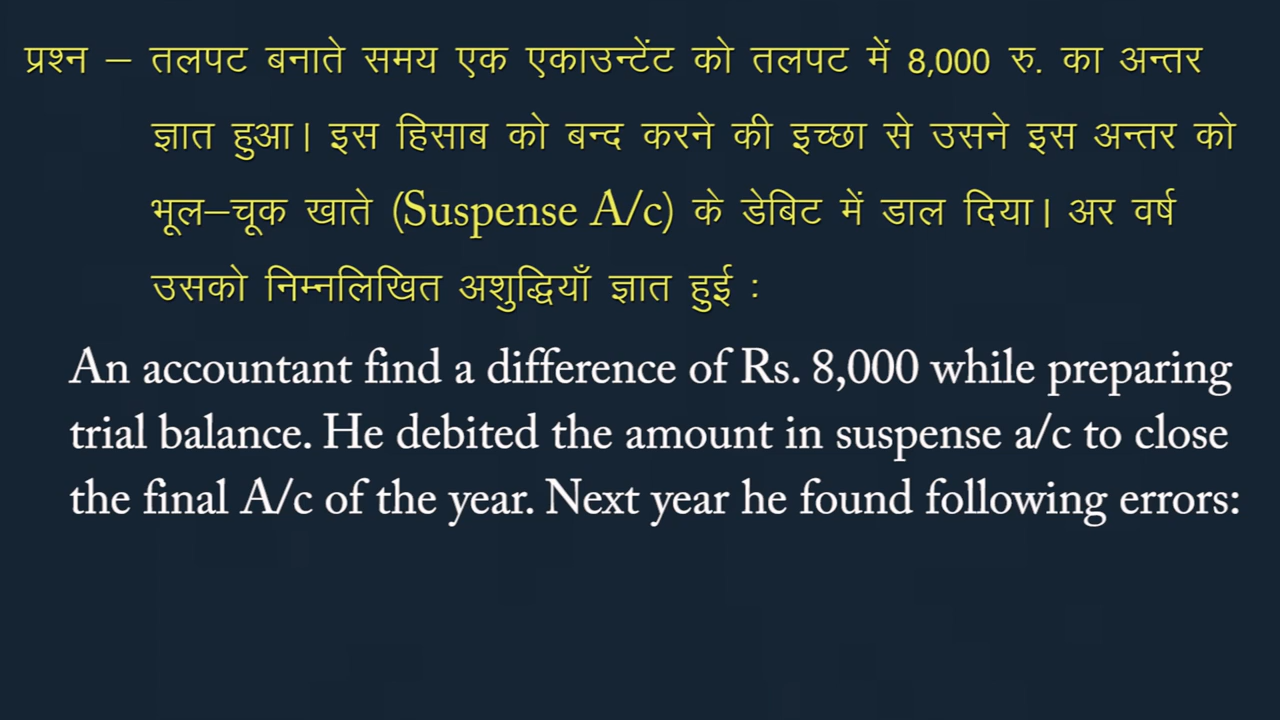 प्रश्न – तलपट बनाते समय एक एकाउन्टेंट को तलपट में 8,000 रु. का अन्तर
ज्ञात हुआ। इस हिसाब को बन्द करने की इच्छा से उसने इस अन्तर को
भूल–चूक खाते (Suspense A/c) के डेबिट में डाल दिया। अर वर्ष
उसको निम्नलिखित अशुद्धियाँ ज्ञात हुई :
An accountant find a difference of Rs. 8,000 while preparing
trial balance. He debited the amount in suspense a/c to close
the final A/c of the year. Next year he found following errors: